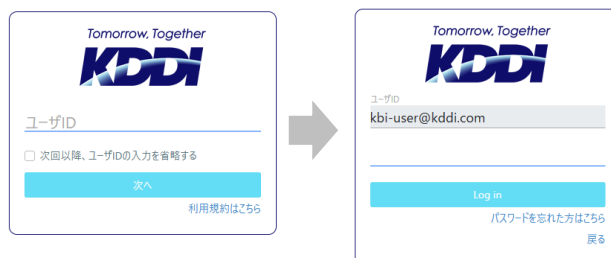 Tomorrow, Together
KDDI
ユーザID
次回以降、ユーザIDの入力を省略する
次へ
利用規約はこちら
Tomorrow, Together
KDDI
ユーザID
kbi-user@kddi.com
Log in
パスワードを忘れた方はこちら
戻る